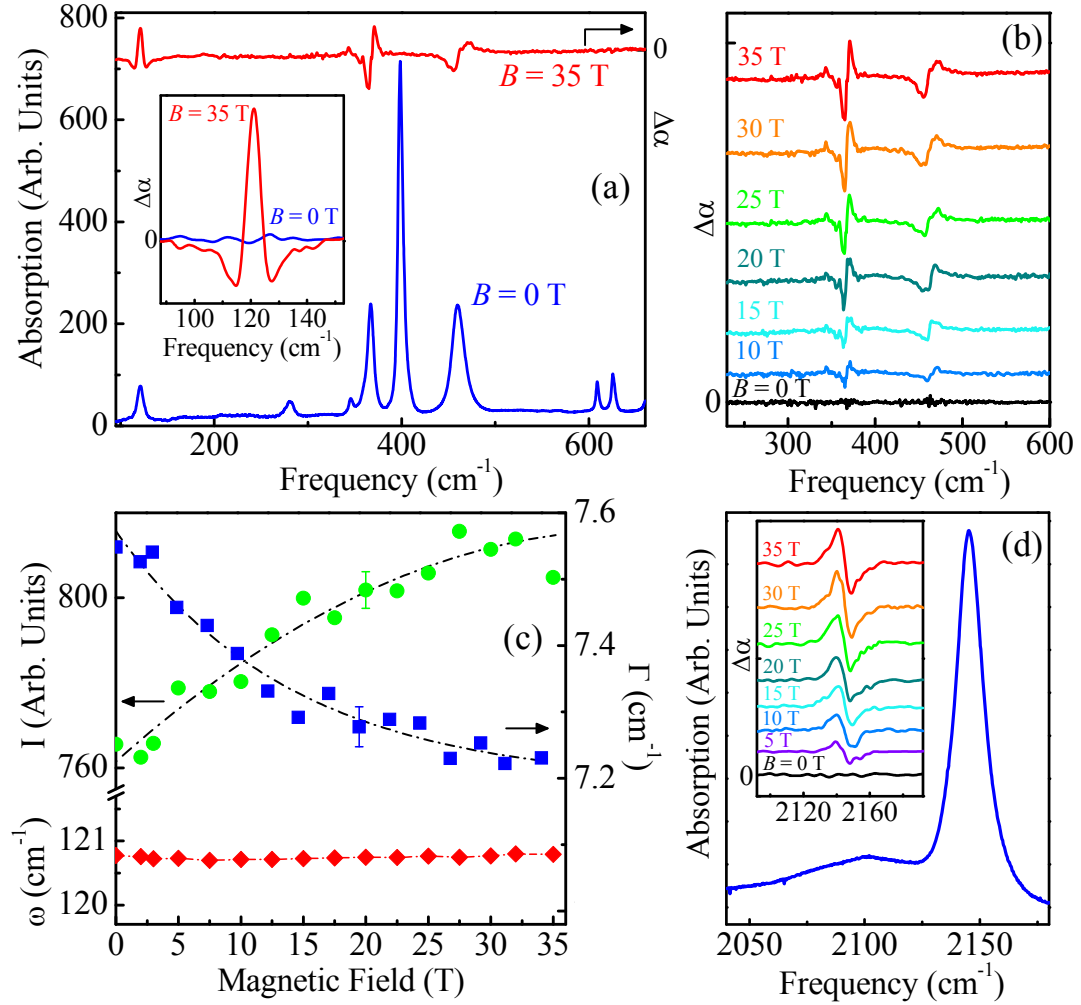 800
700
600
500
400
300
200
100
0
Absorption (Arb. Units)
200 400 600
Frequency (cm⁻¹)
B = 35 T
B = 0 T
(a)
0
Δα
B = 35 T
B = 0 T
Δα
0
100 120 140
Frequency (cm⁻¹)
(b)
35 T
30 T
25 T
20 T
15 T
10 T
B = 0 T
0
Δα
300 400 500 600
Frequency (cm⁻¹)
(c)
800
760
I (Arb. Units)
121
120
ω (cm⁻¹)
7.6
7.4
7.2
Γ (cm⁻¹)
0 5 10 15 20 25 30 35
Magnetic Field (T)
(d)
Absorption (Arb. Units)
2050 2100 2150
Frequency (cm⁻¹)
35 T
30 T
25 T
20 T
15 T
10 T
5 T
B = 0 T
Δα
0
2120 2160